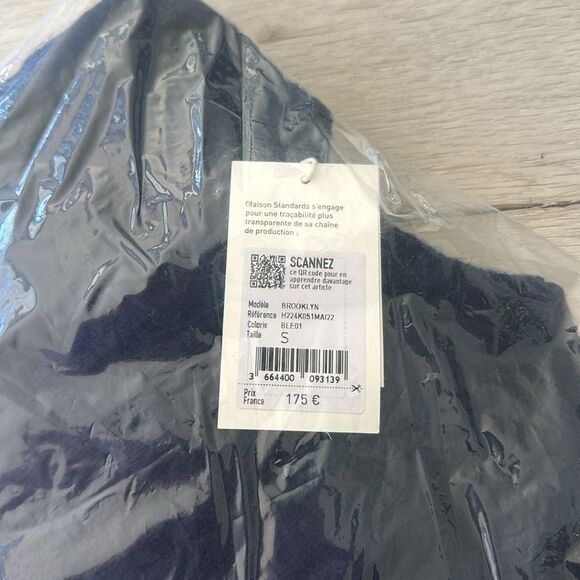 Maison Standards s'engage
pour une traçabilité plus
transparente de sa chaîne
de production :
SCANNEZ
ce QR code pour en
apprendre davantage
sur cet article
Modèle BROOKLYN
Référence H224K051MAI22
Coloris BLE01
Taille S
3 664400 093139
Prix
France 175 €